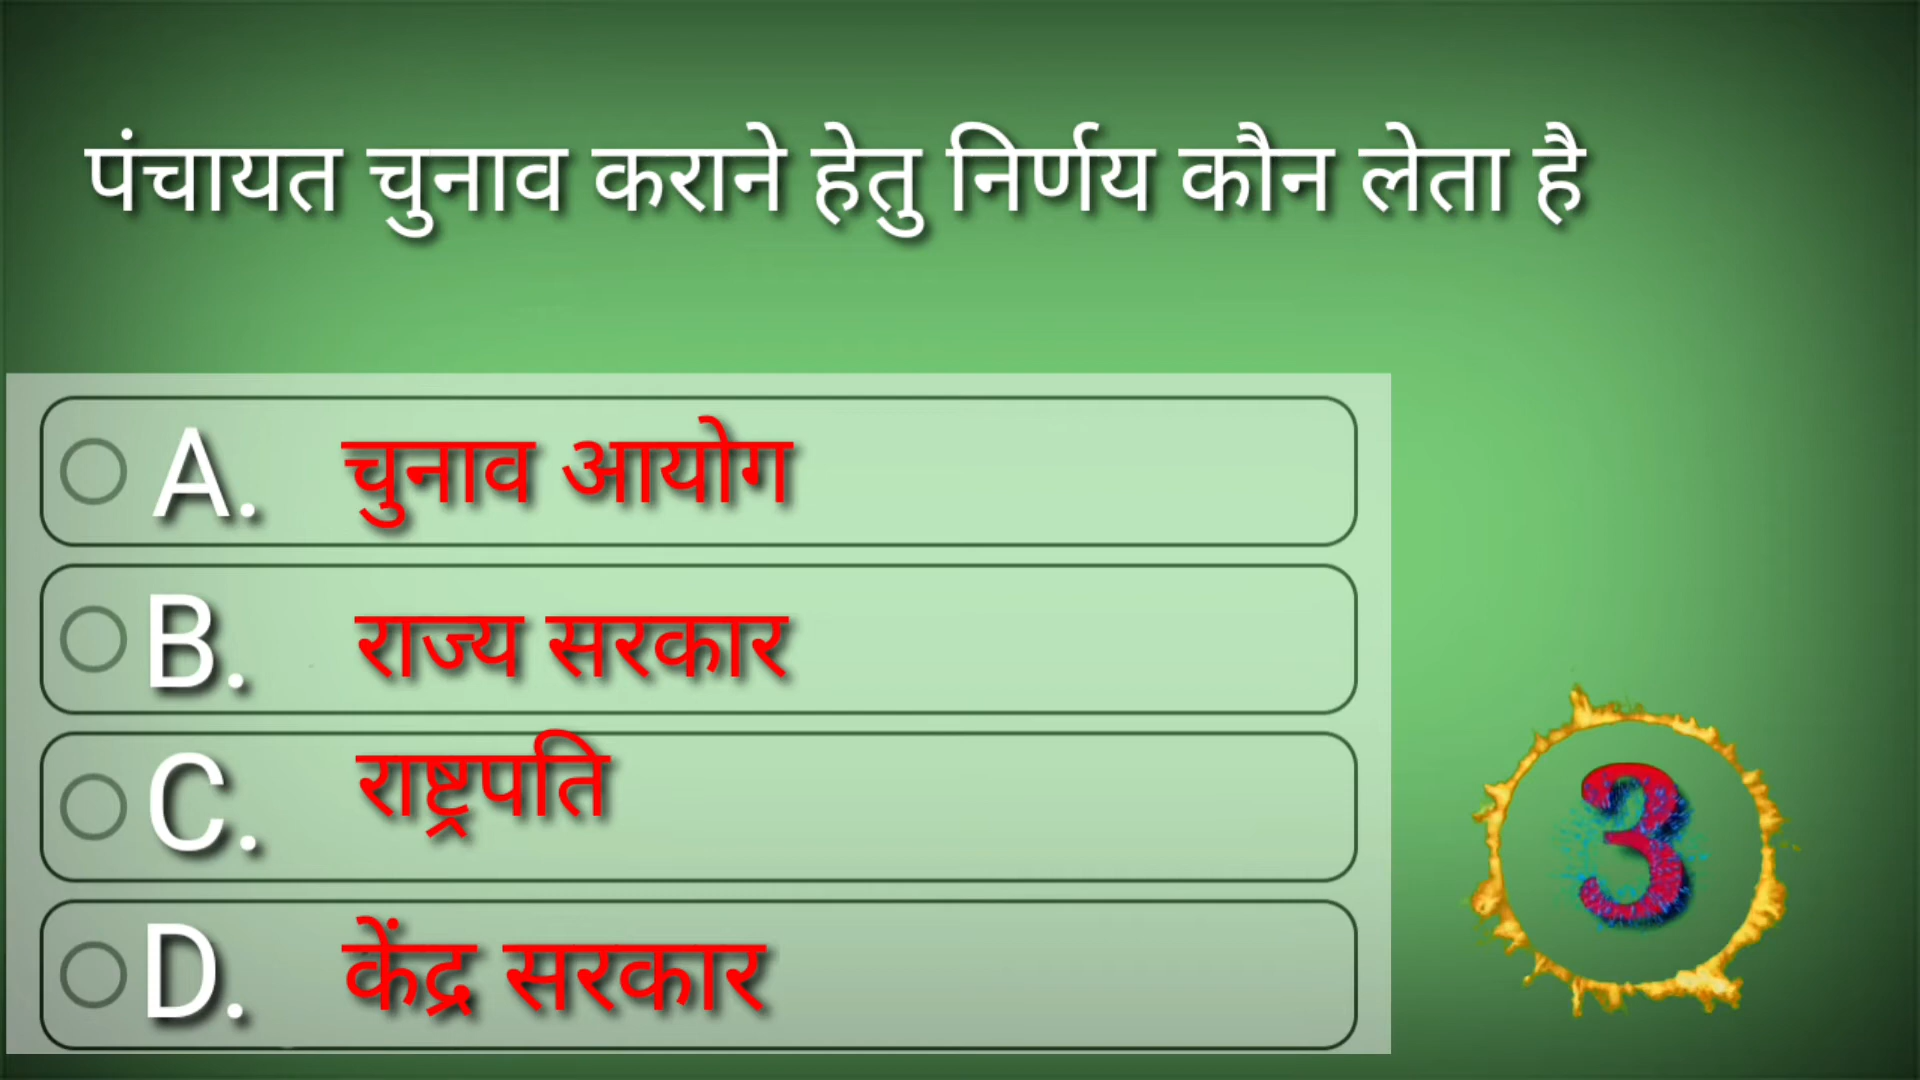 पंचायत चुनाव कराने हेतु निर्णय कौन लेता है
A. चुनाव आयोग
B. राज्य सरकार
C. राष्ट्रपति
D. केंद्र सरकार
3